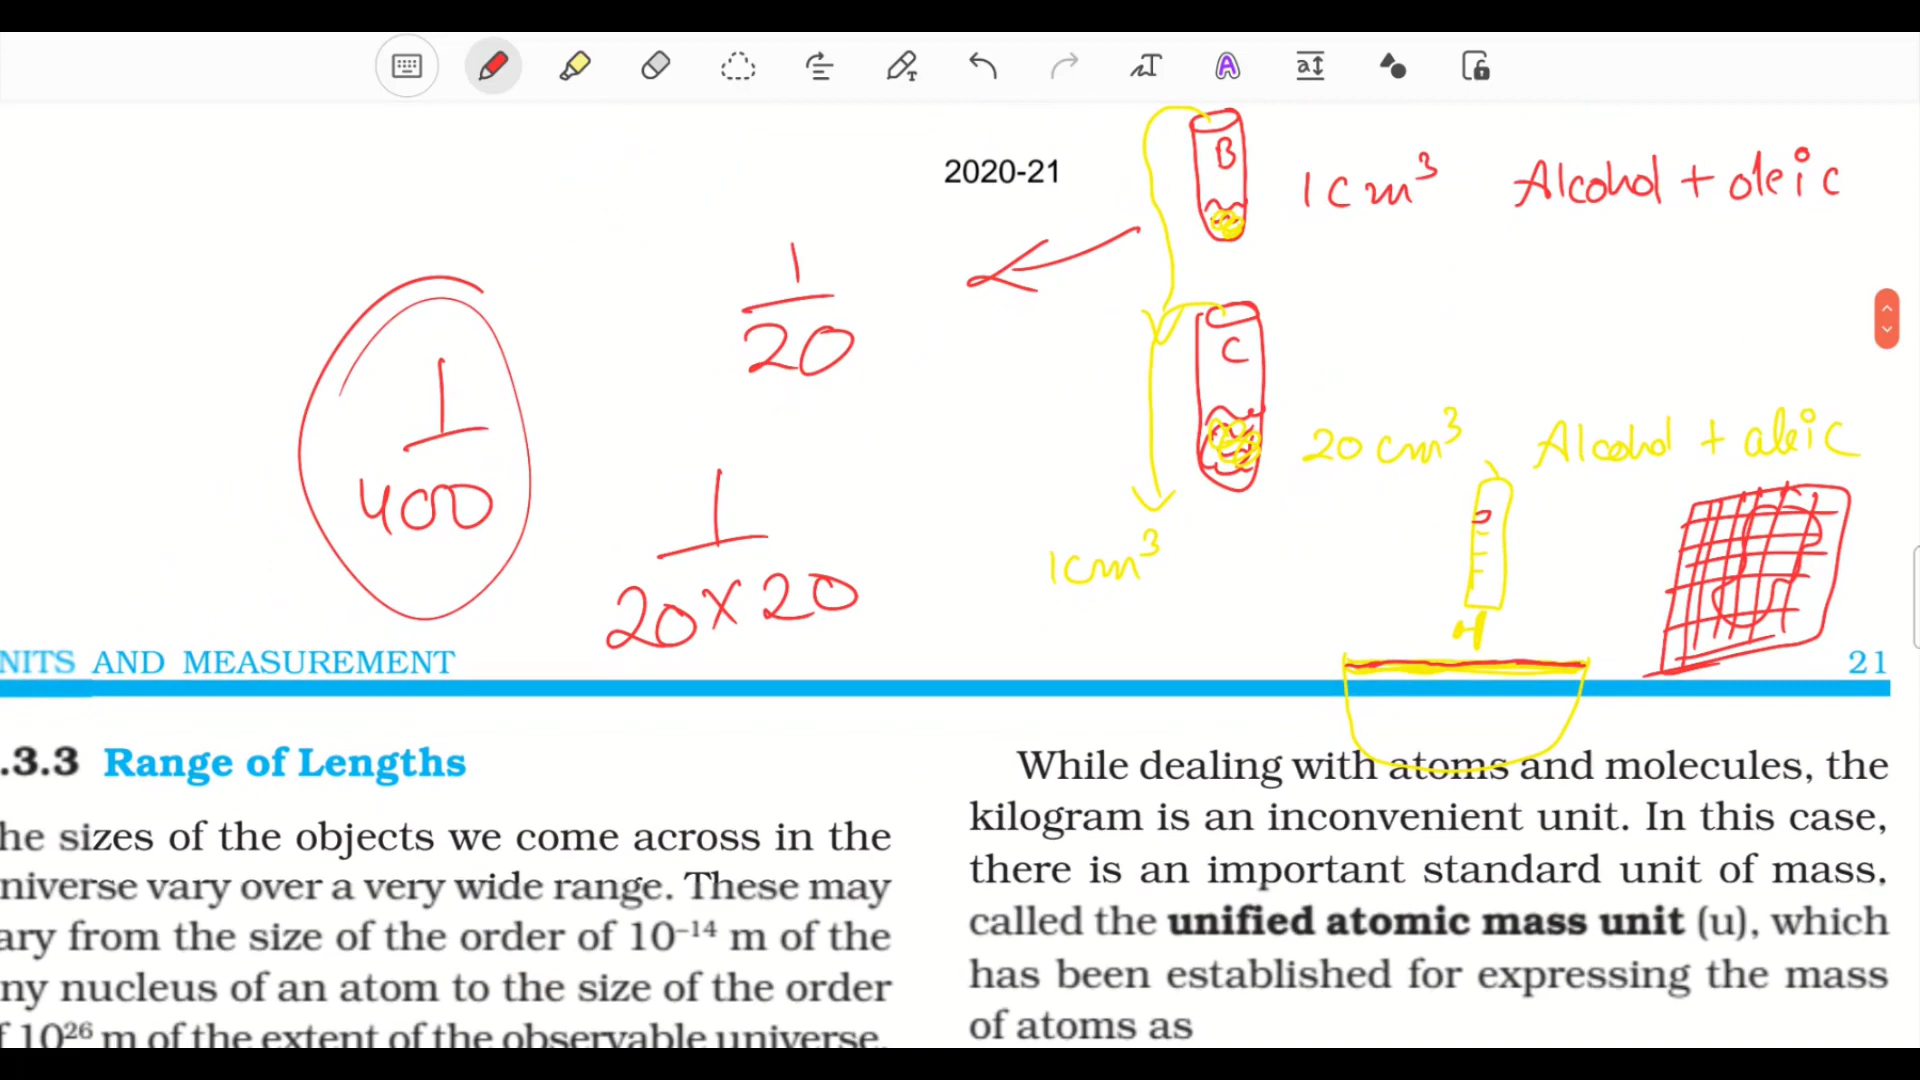 2020-21
B
1 cm³ Alcohol + oleic
1
20
C
1
400
20 cm³ Alcohol + oleic
1
20 x 20
1cm³
NITS AND MEASUREMENT
21
.3.3 Range of Lengths
he sizes of the objects we come across in the
niverse vary over a very wide range. These may
ary from the size of the order of 10⁻¹⁴ m of the
ny nucleus of an atom to the size of the order
f 10²⁶ m of the extent of the observable universe.
While dealing with atoms and molecules, the
kilogram is an inconvenient unit. In this case,
there is an important standard unit of mass,
called the unified atomic mass unit (u), which
has been established for expressing the mass
of atoms as